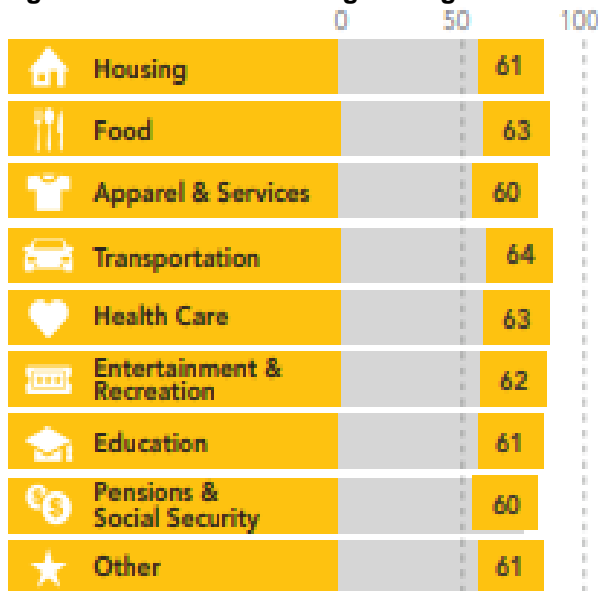 0 50 100
Housing 61
Food 63
Apparel & Services 60
Transportation 64
Health Care 63
Entertainment &
Recreation 62
Education 61
Pensions &
Social Security 60
Other 61